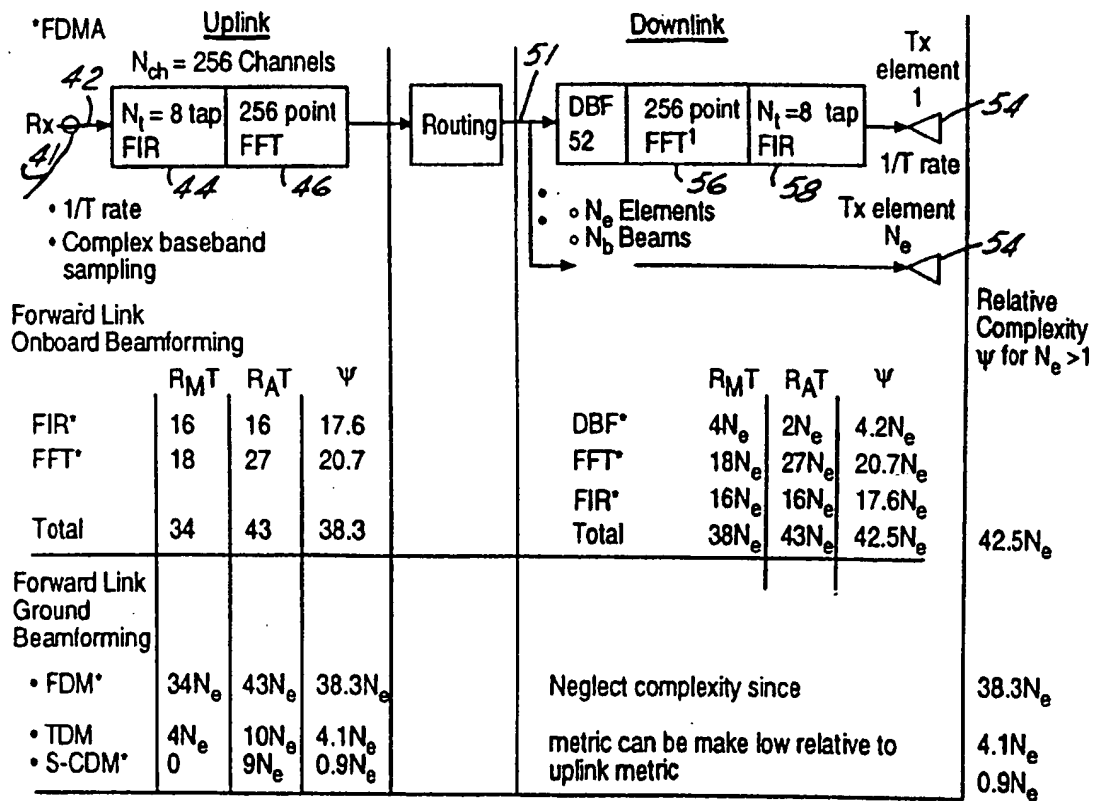 *FDMA
Uplink
Downlink
N_ch = 256 Channels
42
51
Tx
element
1
54
Rx
41
N_t = 8 tap
FIR
44
256 point
FFT
46
Routing
DBF
52
256 point
FFT¹
56
N_t=8 tap
FIR
58
1/T rate
• 1/T rate
• Complex baseband
sampling
N_e Elements
N_b Beams
Tx element
N_e
54
Forward Link
Onboard Beamforming
Relative
Complexity
Ψ for N_e >1
R_MT R_AT Ψ
R_MT R_AT Ψ
FIR* 16 16 17.6
DBF* 4N_e 2N_e 4.2N_e
FFT* 18 27 20.7
FFT* 18N_e 27N_e 20.7N_e
FIR* 16N_e 16N_e 17.6N_e
Total 34 43 38.3
Total 38N_e 43N_e 42.5N_e 42.5N_e
Forward Link
Ground
Beamforming
• FDM* 34N_e 43N_e 38.3N_e
Neglect complexity since
38.3N_e
• TDM 4N_e 10N_e 4.1N_e
metric can be make low relative to
4.1N_e
• S-CDM* 0 9N_e 0.9N_e
uplink metric
0.9N_e